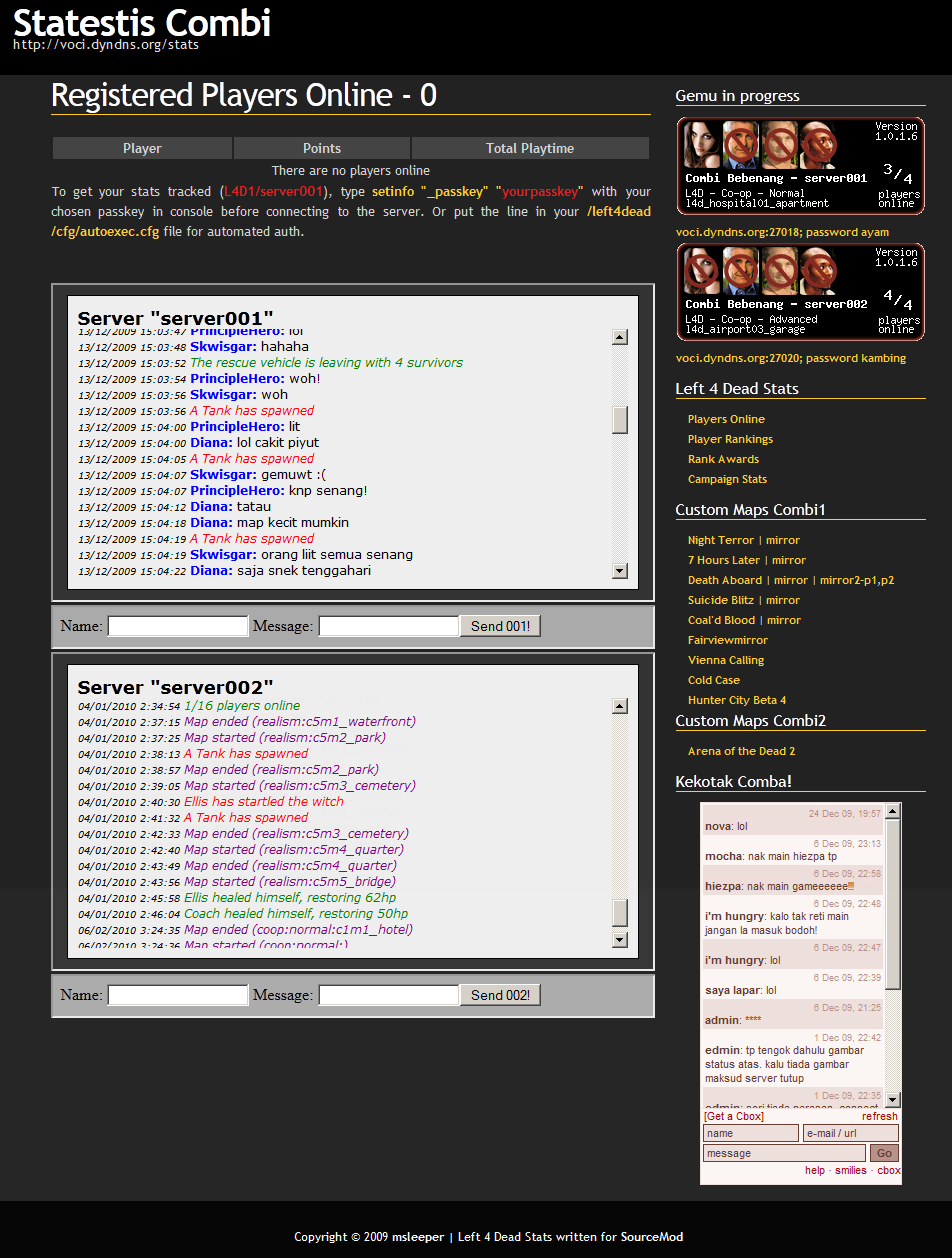 Statestis Combi
http://voci.dyndns.org/stats
Registered Players Online - 0
Player Points Total Playtime
There are no players online
To get your stats tracked (L4D1/server001), type setinfo "_passkey" "yourpasskey" with your
chosen passkey in console before connecting to the server. Or put the line in your /left4dead
/cfg/autoexec.cfg file for automated auth.
Server "server001"
13/12/2009 15:03:47 PrincipleHero: lol
13/12/2009 15:03:48 Skwisgar: hahaha
13/12/2009 15:03:52 The rescue vehicle is leaving with 4 survivors
13/12/2009 15:03:54 PrincipleHero: woh!
13/12/2009 15:03:56 Skwisgar: woh
13/12/2009 15:03:56 A Tank has spawned
13/12/2009 15:04:00 PrincipleHero: lit
13/12/2009 15:04:00 Diana: lol cakit piyut
13/12/2009 15:04:05 A Tank has spawned
13/12/2009 15:04:07 Skwisgar: gemuwt :(
13/12/2009 15:04:07 PrincipleHero: knp senang!
13/12/2009 15:04:12 Diana: tatau
13/12/2009 15:04:18 Diana: map kecit mumkin
13/12/2009 15:04:19 A Tank has spawned
13/12/2009 15:04:19 Skwisgar: orang liit semua senang
13/12/2009 15:04:22 Diana: saja snek tenggahari
Name: Message: Send 001!
Server "server002"
04/01/2010 2:34:54 1/16 players online
04/01/2010 2:37:15 Map ended (realism:c5m1_waterfront)
04/01/2010 2:37:25 Map started (realism:c5m2_park)
04/01/2010 2:38:13 A Tank has spawned
04/01/2010 2:38:57 Map ended (realism:c5m2_park)
04/01/2010 2:39:05 Map started (realism:c5m3_cemetery)
04/01/2010 2:40:30 Ellis has startled the witch
04/01/2010 2:41:32 A Tank has spawned
04/01/2010 2:42:33 Map ended (realism:c5m3_cemetery)
04/01/2010 2:42:40 Map started (realism:c5m4_quarter)
04/01/2010 2:43:49 Map ended (realism:c5m4_quarter)
04/01/2010 2:43:56 Map started (realism:c5m5_bridge)
04/01/2010 2:45:58 Ellis healed himself, restoring 62hp
04/01/2010 2:46:04 Coach healed himself, restoring 50hp
06/02/2010 3:24:35 Map ended (coop:normal:c1m1_hotel)
06/02/2010 3:24:36 Map started (coop:normal:)
Name: Message: Send 002!
Gemu in progress
Version
1.0.1.6
Combi Bebenang - server001
3/4
L4D - Co-op - Normal
players
l4d_hospital01_apartment
online
voci.dyndns.org:27018; password ayam
Version
1.0.1.6
Combi Bebenang - server002
4/4
L4D - Co-op - Advanced
players
l4d_airport03_garage
online
voci.dyndns.org:27020; password kambing
Left 4 Dead Stats
Players Online
Player Rankings
Rank Awards
Campaign Stats
Custom Maps Combi1
Night Terror | mirror
7 Hours Later | mirror
Death Aboard | mirror | mirror2-p1,p2
Suicide Blitz | mirror
Coal'd Blood | mirror
Fairviewmirror
Vienna Calling
Cold Case
Hunter City Beta 4
Custom Maps Combi2
Arena of the Dead 2
Kekotak Comba!
24 Dec 09, 19:57
nova: lol
6 Dec 09, 23:13
mocha: nak main hiezpa tp
6 Dec 09, 22:58
hiezpa: nak main gameeeeee!!!
6 Dec 09, 22:48
i'm hungry: kalo tak reti main
jangan la masuk bodoh!
6 Dec 09, 22:47
i'm hungry: lol
6 Dec 09, 22:39
saya lapar: lol
6 Dec 09, 21:25
admin: ****
1 Dec 09, 22:42
edmin: tp tengok dahulu gambar
status atas. kalu tiada gambar
maksud server tutup
1 Dec 09, 22:35
[Get a Cbox] refresh
name e-mail / url
message Go
help · smilies · cbox
Copyright © 2009 msleeper | Left 4 Dead Stats written for SourceMod